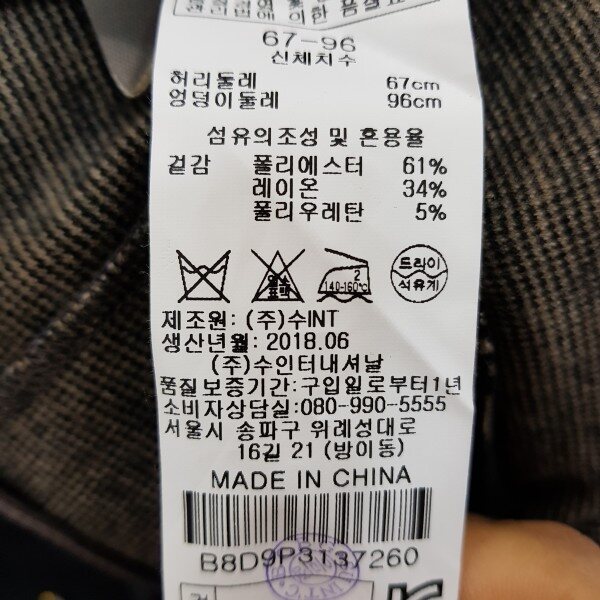 67-96
신체치수
허리둘레 67cm
엉덩이둘레 96cm
섬유의조성 및 혼용율
겉감 폴리에스터 61%
레이온 34%
폴리우레탄 5%
염소
표백
2
140-160℃
드라이
석유계
제조원: (주)수INT
생산년월: 2018.06
(주)수인터내셔날
품질보증기간:구입일로부터1년
소비자상담실:080-990-5555
서울시 송파구 위례성대로
16길 21 (방이동)
MADE IN CHINA
B8D9P3137260